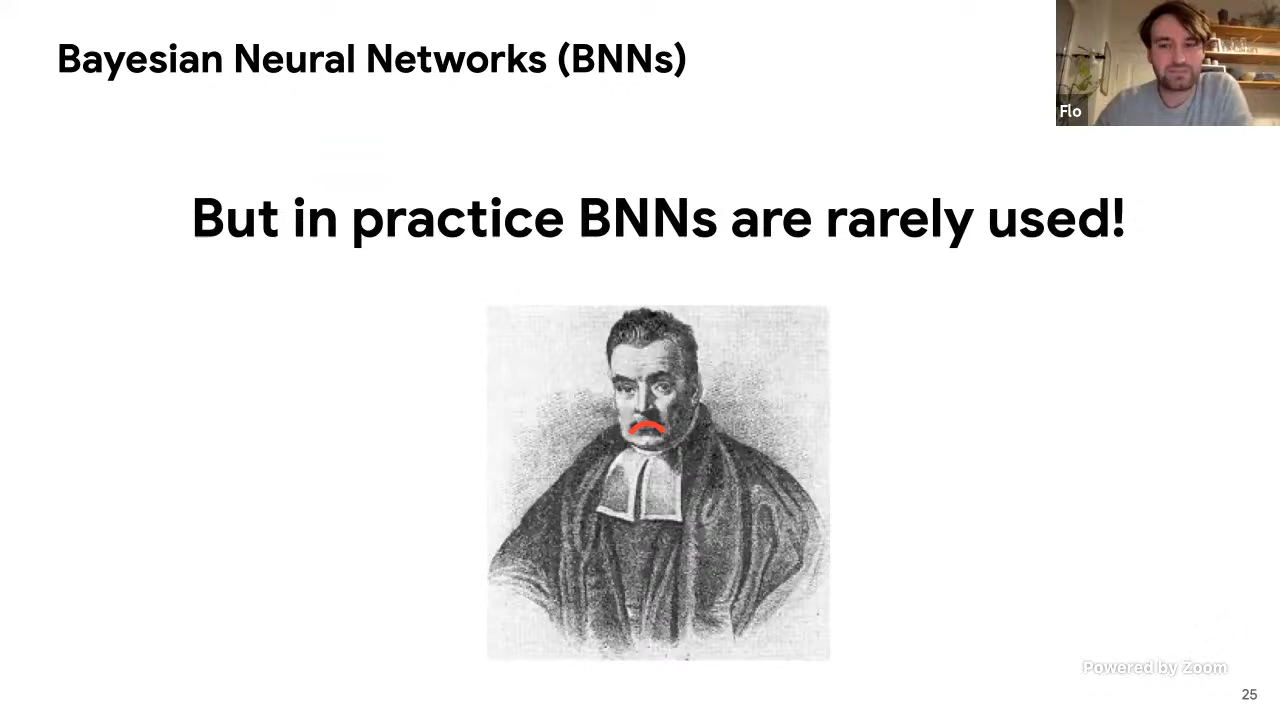 Bayesian Neural Networks (BNNs)
Flo
But in practice BNNs are rarely used!
Powered by Zoom
25